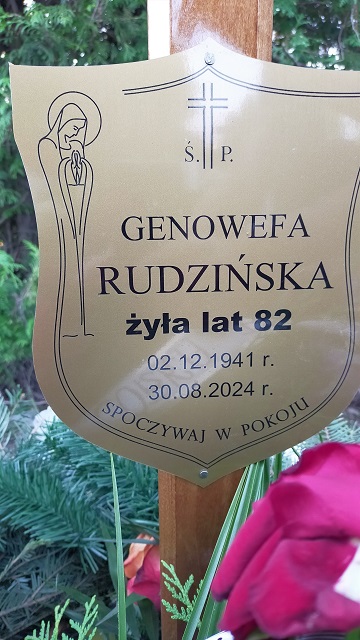 Ś. P.
GENOWEFA
RUDZIŃSKA
żyła lat 82
02.12.1941 r.
30.08.2024 r.
SPOCZYWAJ W POKOJU